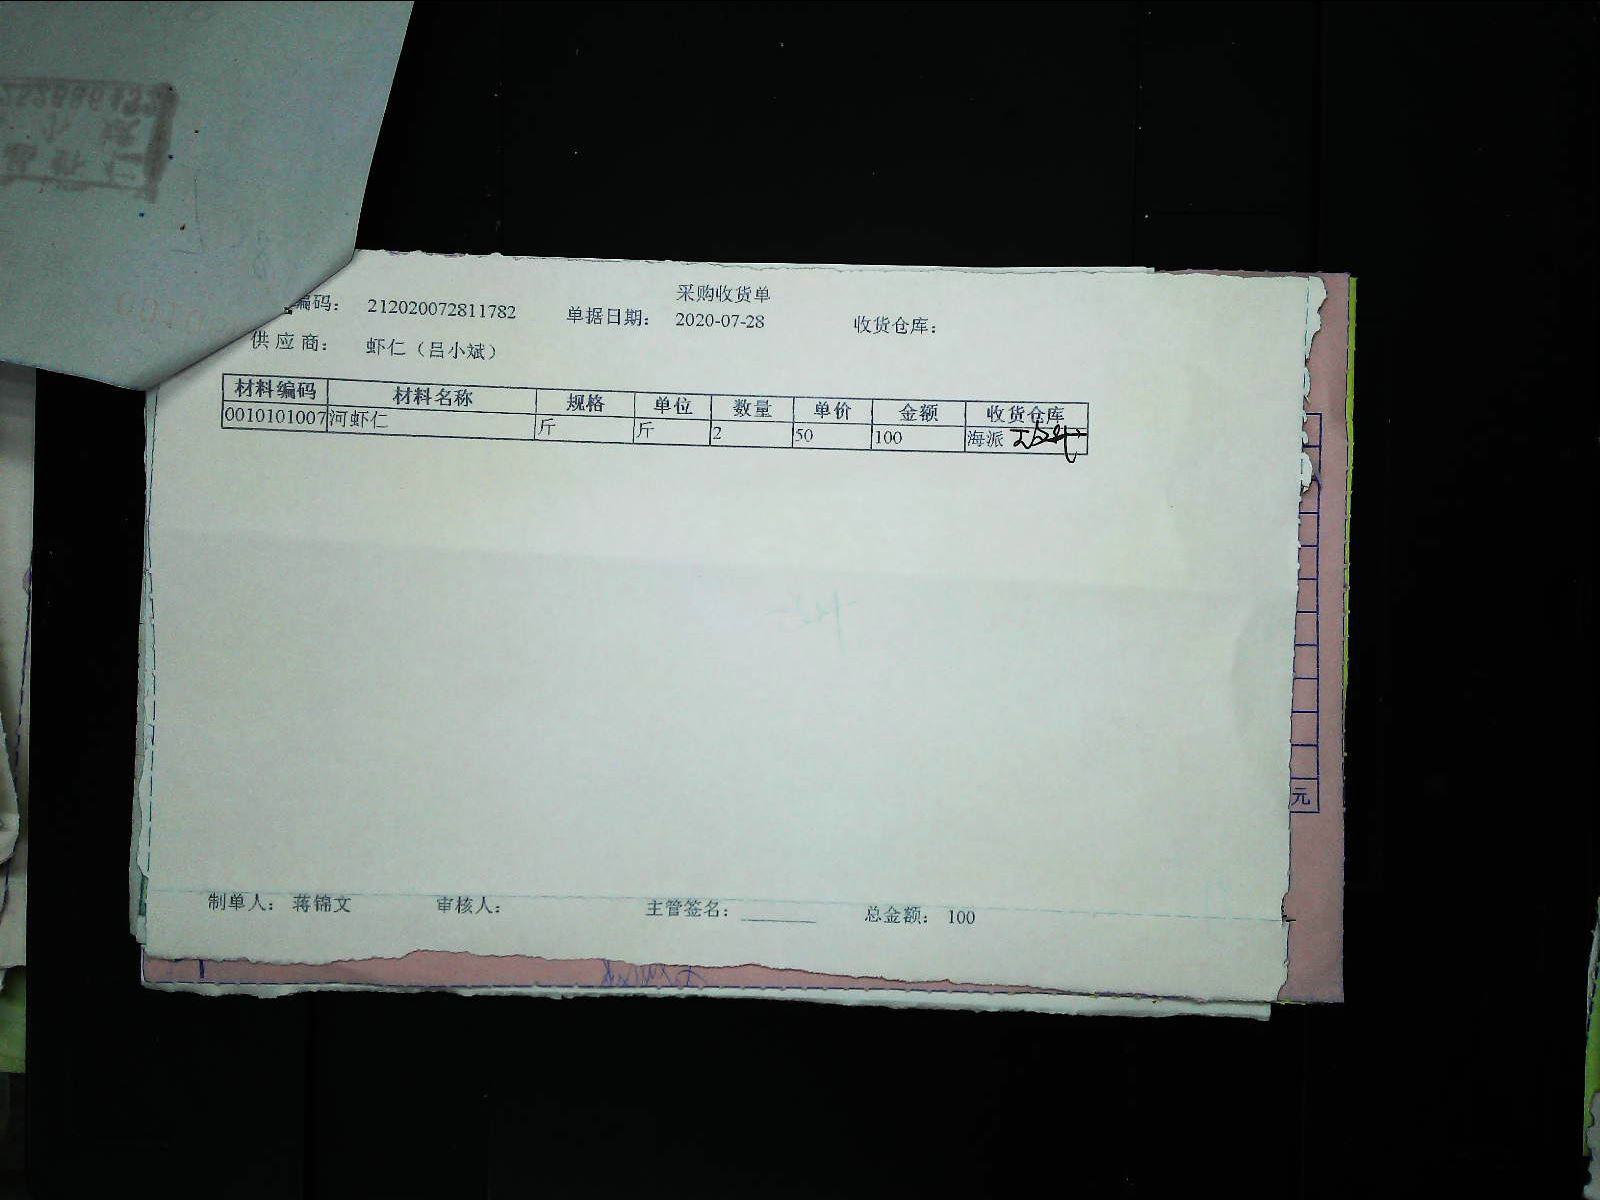 采购收货单
编码： 212020072811782 单据日期： 2020-07-28 收货仓库：
供应商： 虾仁（吕小斌）
材料编码 材料名称 规格 单位 数量 单价 金额 收货仓库
0010101007 河虾仁 斤 斤 2 50 100 海派
制单人： 蒋锦文 审核人： 主管签名： ________ 总金额： 100
元